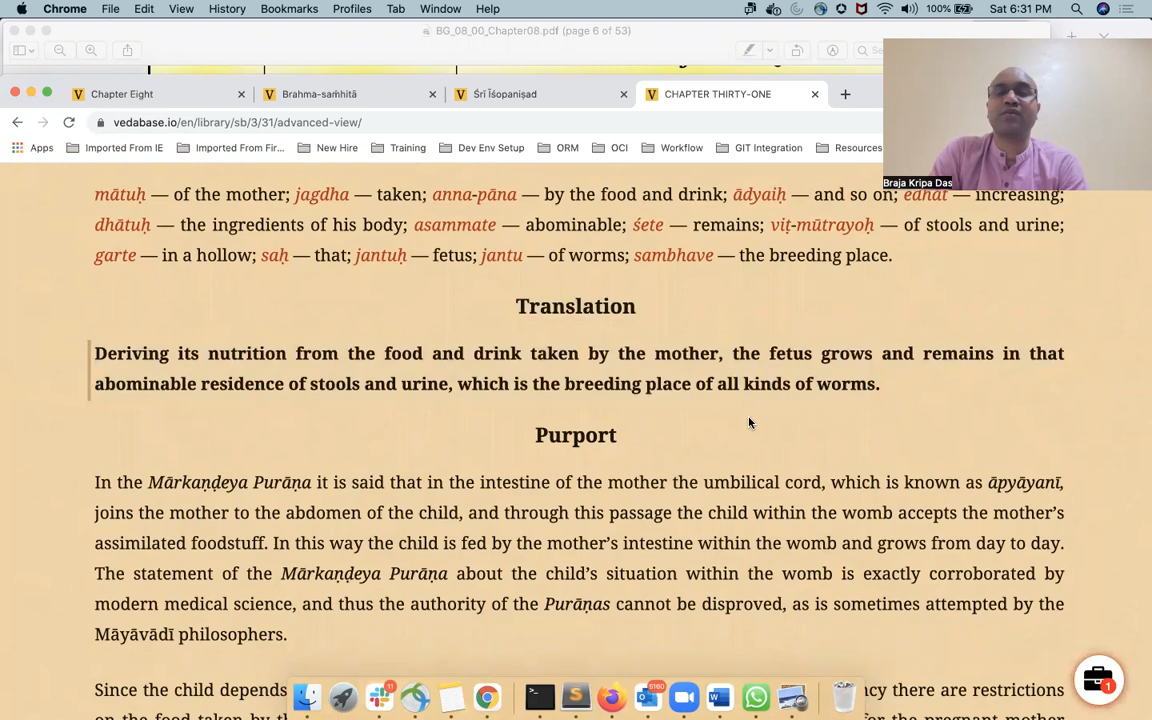 Chrome File Edit View History Bookmarks Profiles Tab Window Help 100% Sat 6:31 PM
BG_08_00_Chapter08.pdf (page 6 of 53)
Chapter Eight Brahma-saṁhitā Śrī Īśopaniṣad CHAPTER THIRTY-ONE
vedabase.io/en/library/sb/3/31/advanced-view/
Apps Imported From IE Imported From Fir... New Hire Training Dev Env Setup ORM OCI Workflow GIT Integration Resources
Braja Kripa Das
mātuḥ — of the mother; jagdha — taken; anna-pāna — by the food and drink; ādyaiḥ — and so on; edhat — increasing;
dhātuḥ — the ingredients of his body; asammate — abominable; śete — remains; viṭ-mūtrayoḥ — of stools and urine;
garte — in a hollow; saḥ — that; jantuḥ — fetus; jantu — of worms; sambhave — the breeding place.
Translation
Deriving its nutrition from the food and drink taken by the mother, the fetus grows and remains in that
abominable residence of stools and urine, which is the breeding place of all kinds of worms.
Purport
In the Mārkaṇḍeya Purāṇa it is said that in the intestine of the mother the umbilical cord, which is known as āpyāyanī,
joins the mother to the abdomen of the child, and through this passage the child within the womb accepts the mother's
assimilated foodstuff. In this way the child is fed by the mother's intestine within the womb and grows from day to day.
The statement of the Mārkaṇḍeya Purāṇa about the child's situation within the womb is exactly corroborated by
modern medical science, and thus the authority of the Purāṇas cannot be disproved, as is sometimes attempted by the
Māyāvādī philosophers.
Since the child depends there are restrictions
11 5160 1